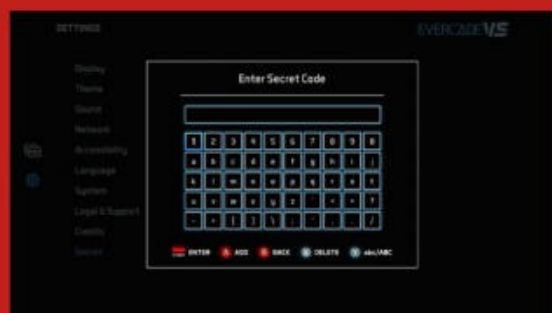 SETTINGS
EVERCADE VS
Display
Theme
Sound
Network
Accessibility
Language
System
Legal & Support
Credits
Secret
Enter Secret Code
1 2 3 4 5 6 7 8 9 0
a b c d e f g h i j
k l m n o p q r s t
u v w x y z
ENTER A ADD B BACK X DELETE Y abc/ABC